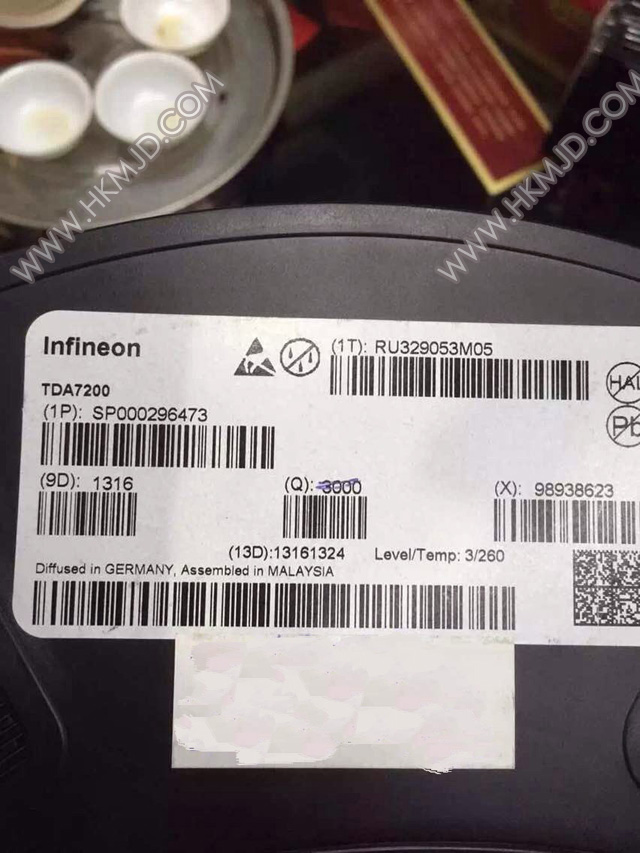 WWW.HKMJD.COM
WWW.HKMJD.COM
Infineon
(1T): RU329053M05
TDA7200
(1P): SP000296473
Pb
(9D): 1316
(Q): 3000
(X): 98938623
(13D):13161324 Level/Temp: 3/260
Diffused in GERMANY, Assembled in MALAYSIA